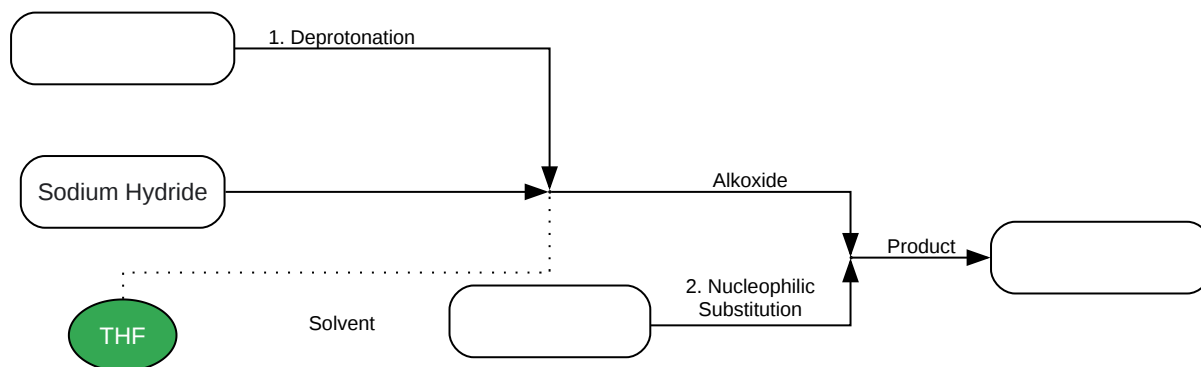 1. Deprotonation
Sodium Hydride
Alkoxide
Product
2. Nucleophilic
Substitution
Solvent
THF